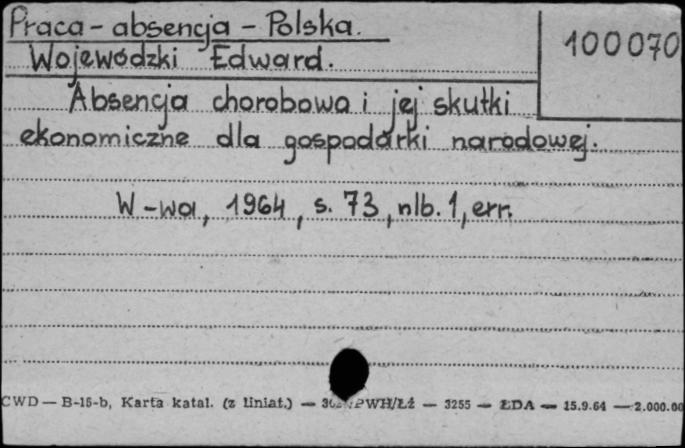 Praca - absencja - Polska.
100070
Wojewódzki Edward.
Absencja chorobowa i jej skutki
ekonomiczne dla gospodarki narodowej.
W-wa, 1964, s. 73, nlb. 1, err.
CWD — B-15-b, Karta katal. (z liniat.) — PWH/Łź — 3255 — ŁDA — 15.9.64 — 2.000.00